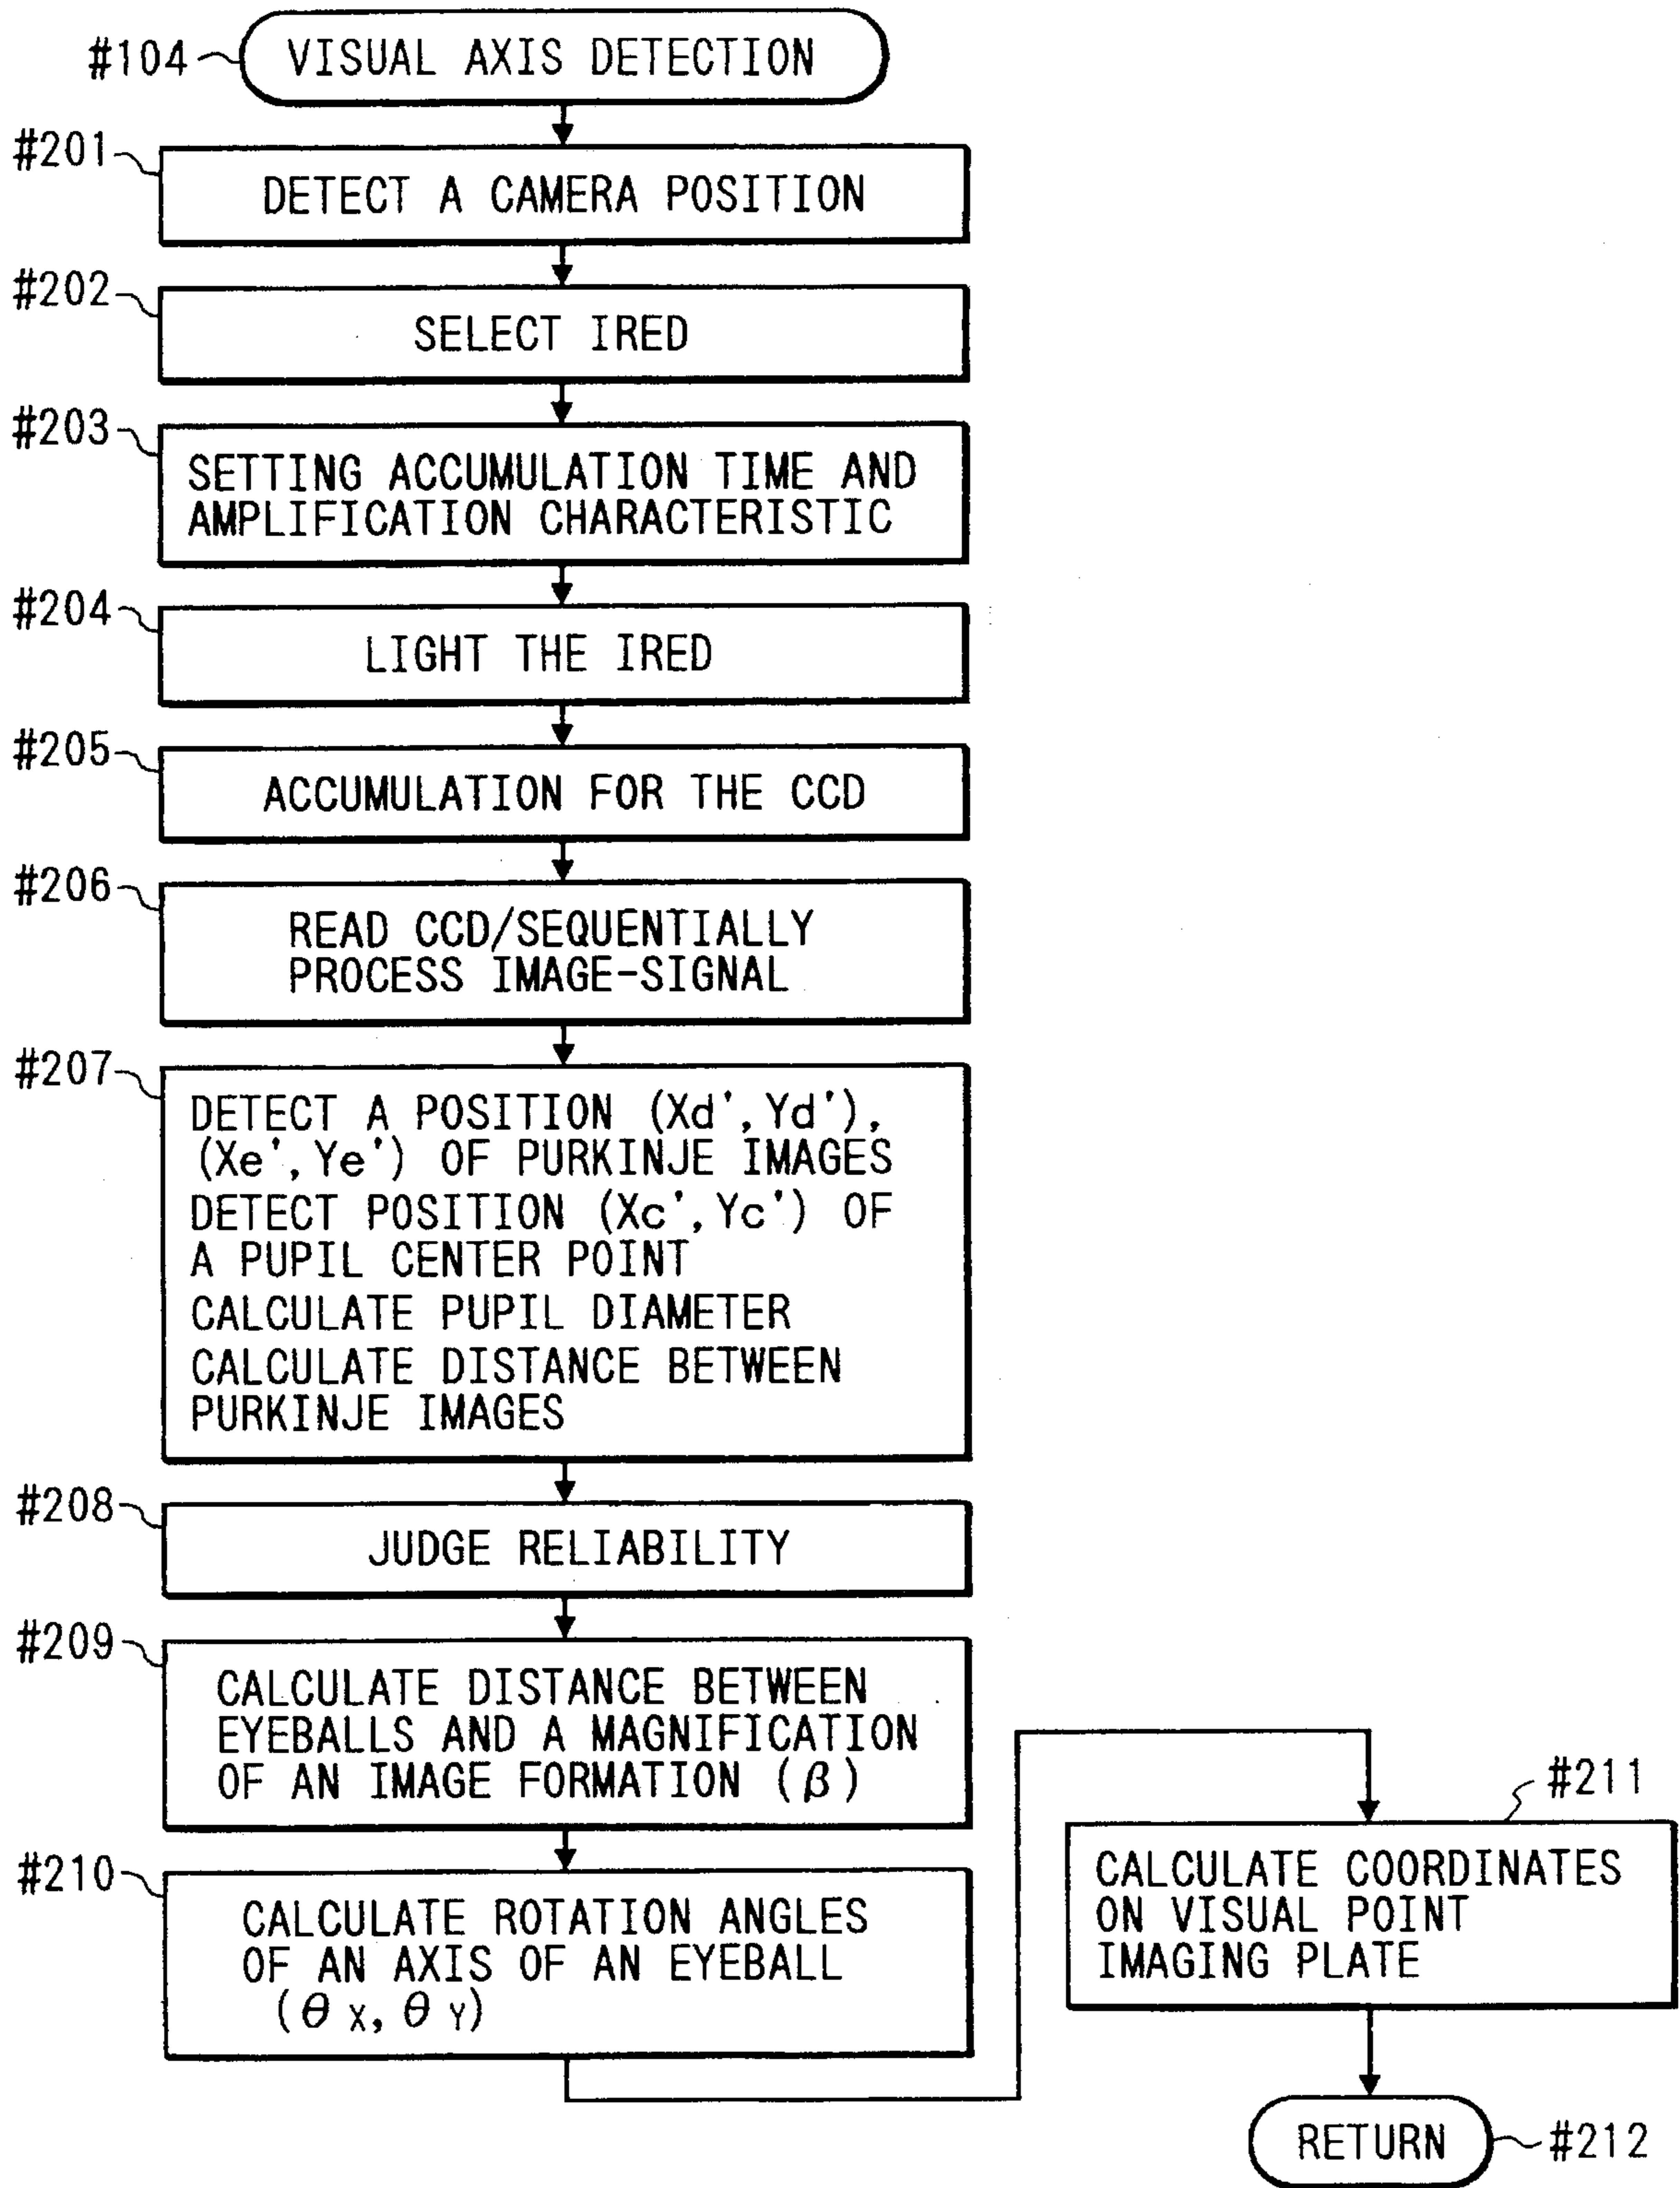 #104
VISUAL AXIS DETECTION
#201
DETECT A CAMERA POSITION
#202
SELECT IRED
#203
SETTING ACCUMULATION TIME AND
AMPLIFICATION CHARACTERISTIC
#204
LIGHT THE IRED
#205
ACCUMULATION FOR THE CCD
#206
READ CCD/SEQUENTIALLY
PROCESS IMAGE-SIGNAL
#207
DETECT A POSITION (Xd', Yd'),
(Xe', Ye') OF PURKINJE IMAGES
DETECT POSITION (Xc', Yc') OF
A PUPIL CENTER POINT
CALCULATE PUPIL DIAMETER
CALCULATE DISTANCE BETWEEN
PURKINJE IMAGES
#208
JUDGE RELIABILITY
#209
CALCULATE DISTANCE BETWEEN
EYEBALLS AND A MAGNIFICATION
OF AN IMAGE FORMATION (β)
#210
CALCULATE ROTATION ANGLES
OF AN AXIS OF AN EYEBALL
(θ X, θ Y)
#211
CALCULATE COORDINATES
ON VISUAL POINT
IMAGING PLATE
RETURN
#212